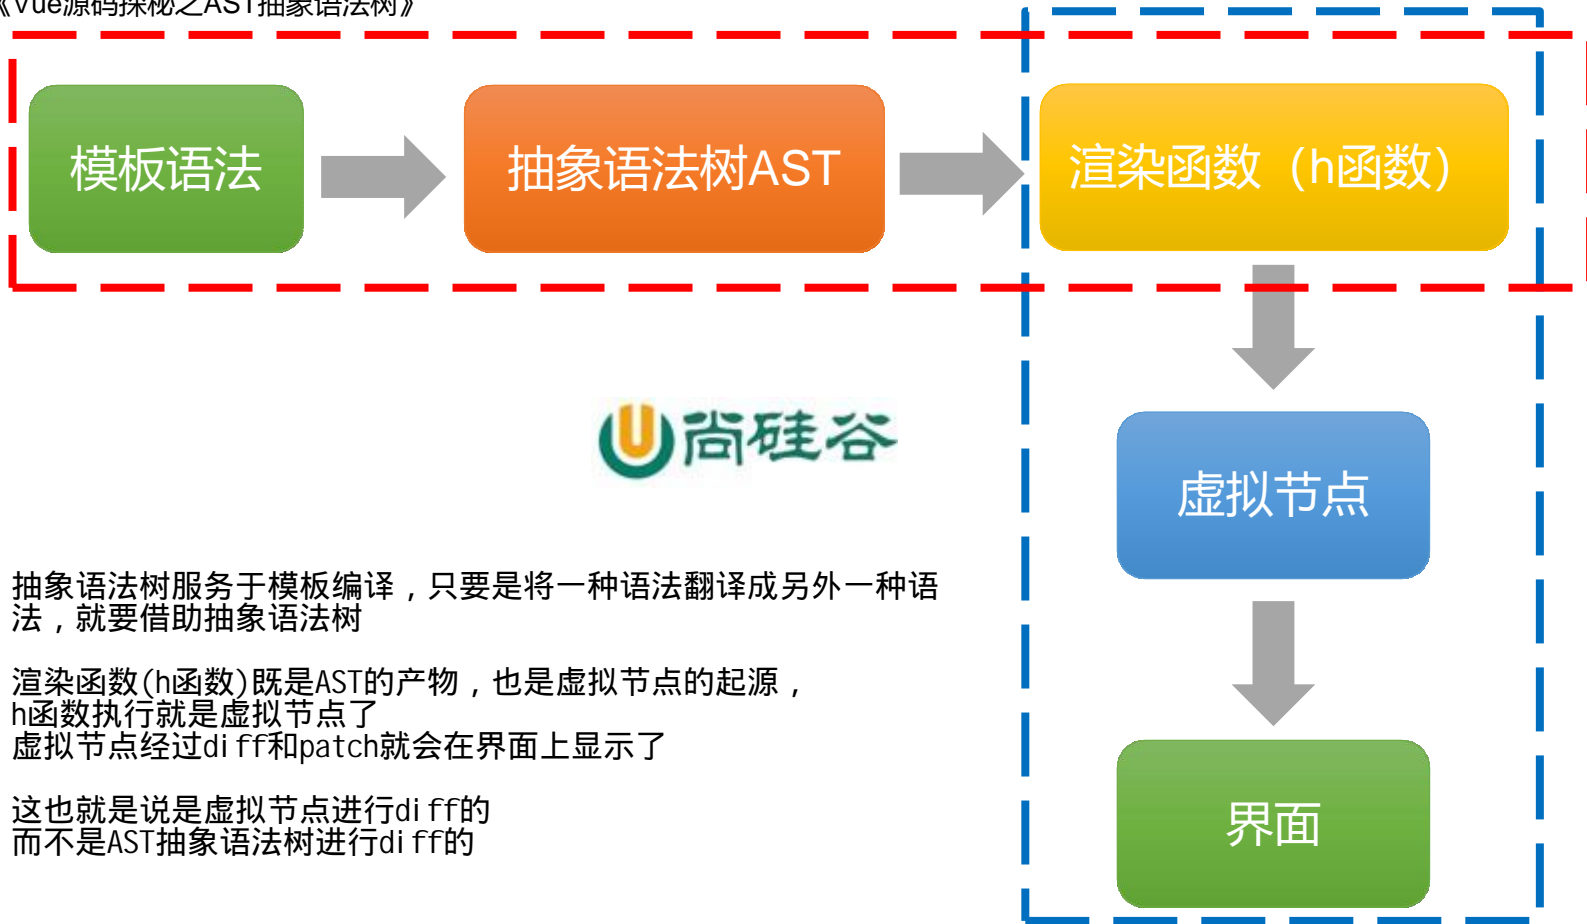 《Vue源码探秘之AST抽象语法树》
模板语法
抽象语法树AST
渲染函数（h函数）
尚硅谷
虚拟节点
界面
抽象语法树服务于模板编译，只要是将一种语法翻译成另外一种语
法，就要借助抽象语法树
渲染函数(h函数)既是AST的产物，也是虚拟节点的起源，
h函数执行就是虚拟节点了
虚拟节点经过diff和patch就会在界面上显示了
这也就是说是虚拟节点进行diff的
而不是AST抽象语法树进行diff的